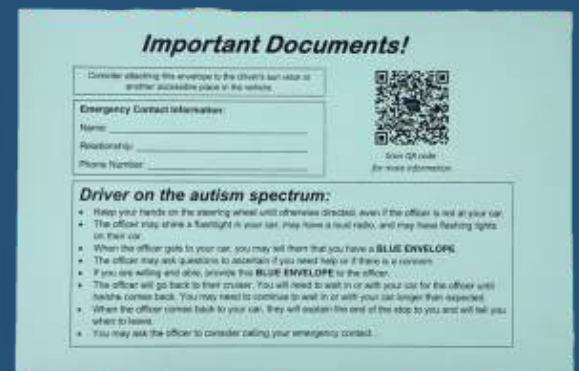 Important Documents!
Consider attaching this envelope to the driver's sun visor or
another accessible place in the vehicle.
Emergency Contact Information:
Name:
Relationship:
Phone Number:
Scan QR code
for more information
Driver on the autism spectrum:
• Keep your hands on the steering wheel until otherwise directed, even if the officer is not at your car.
• The officer may shine a flashlight in your car, may have a loud radio, and may have flashing lights
on their car.
• When the officer gets to your car, you may tell them that you have a BLUE ENVELOPE
• The officer may ask questions to ascertain if you need help or if there is a concern.
• If you are willing and able, provide this BLUE ENVELOPE to the officer.
• The officer will go back to their cruiser. You will need to wait in or with your car for the officer until
he/she comes back. You may need to continue to wait in or with your car longer than expected.
• When the officer comes back to your car, they will explain the end of the stop to you and will tell you
when to leave.
• You may ask the officer to consider calling your emergency contact.